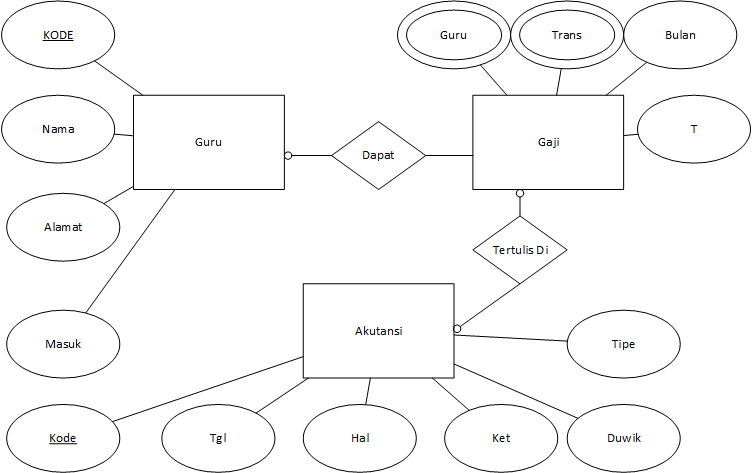 KODE
Guru
Trans
Bulan
Nama
Guru
Dapat
Gaji
T
Alamat
Tertulis Di
Masuk
Akutansi
Tipe
Kode
Tgl
Hal
Ket
Duwik